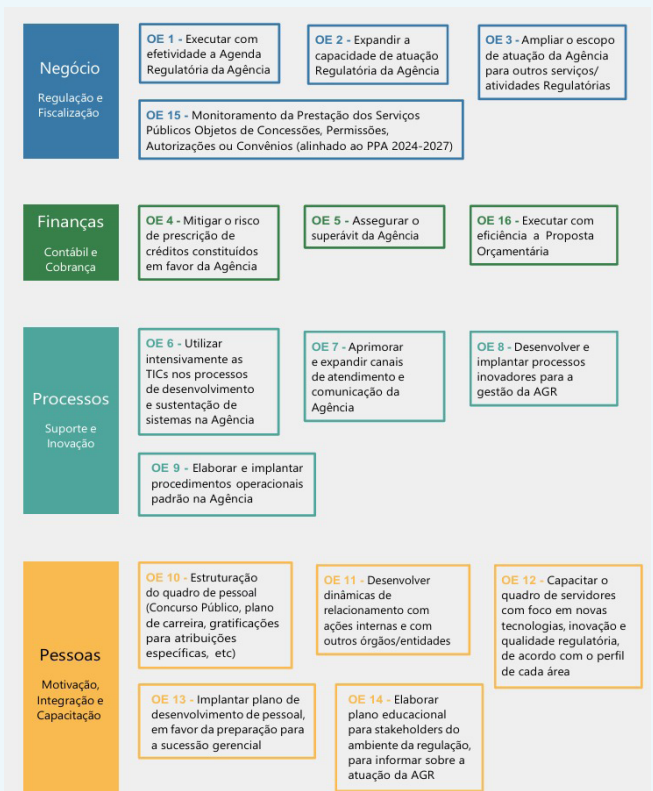 Negócio
Regulação e
Fiscalização
OE 1 - Executar com
efetividade a Agenda
Regulatória da Agência
OE 2 - Expandir a
capacidade de atuação
Regulatória da Agência
OE 3 - Ampliar o escopo
de atuação da Agência
para outros serviços/
atividades Regulatórias
OE 15 - Monitoramento da Prestação dos Serviços
Públicos Objetos de Concessões, Permissões,
Autorizações ou Convênios (alinhado ao PPA 2024-2027)
Finanças
Contábil e
Cobrança
OE 4 - Mitigar o risco
de prescrição de
créditos constituídos
em favor da Agência
OE 5 - Assegurar o
superávit da Agência
OE 16 - Executar com
eficiência a Proposta
Orçamentária
Processos
Suporte e
Inovação
OE 6 - Utilizar
intensivamente as
TICs nos processos
de desenvolvimento
e sustentação de
sistemas na Agência
OE 7 - Aprimorar
e expandir canais
de atendimento e
comunicação da
Agência
OE 8 - Desenvolver e
implantar processos
inovadores para a
gestão da AGR
OE 9 - Elaborar e implantar
procedimentos operacionais
padrão na Agência
Pessoas
Motivação,
Integração e
Capacitação
OE 10 - Estruturação
do quadro de pessoal
(Concurso Público, plano
de carreira, gratificações
para atribuições
específicas, etc)
OE 11 - Desenvolver
dinâmicas de
relacionamento com
ações internas e com
outros órgãos/entidades
OE 12 - Capacitar o
quadro de servidores
com foco em novas
tecnologias, inovação e
qualidade regulatória,
de acordo com o perfil
de cada área
OE 13 - Implantar plano de
desenvolvimento de pessoal,
em favor da preparação para
a sucessão gerencial
OE 14 - Elaborar
plano educacional
para stakeholders do
ambiente da regulação,
para informar sobre a
atuação da AGR